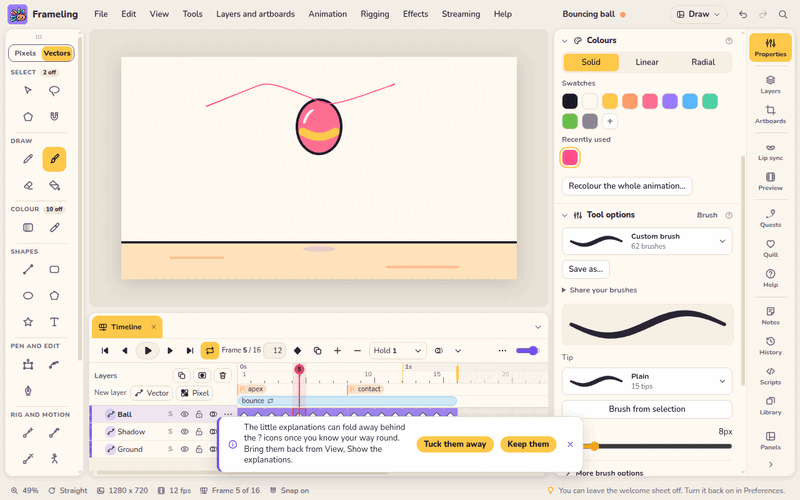 Frameling File Edit View Tools Layers and artboards Animation Rigging Effects Streaming Help Bouncing ball Draw
Pixels Vectors
SELECT 2 off
DRAW
COLOUR 10 off
SHAPES
T
PEN AND EDIT
RIG AND MOTION
Timeline
Frame 5 / 16 12 Hold 1
Layers
New layer Vector Pixel
0s 1s
1 5 10 15 20
apex contact
bounce
Ball S
Shadow S
Ground S
The little explanations can fold away behind
the ? icons once you know your way round.
Bring them back from View, Show the
explanations.
Tuck them away Keep them
Colours
Solid Linear Radial
Swatches
+
Recently used
Recolour the whole animation...
Tool options Brush
Custom brush
62 brushes
Save as...
Share your brushes
Tip
Plain
15 tips
Brush from selection
8px
More brush options
Properties
Layers
Artboards
Lip sync
Preview
Quests
Quill
Help
Notes
History
Scripts
Library
Panels
49% Straight 1280 x 720 12 fps Frame 5 of 16 Snap on You can leave the smoother sheet off. Turn it back on in Preferences.